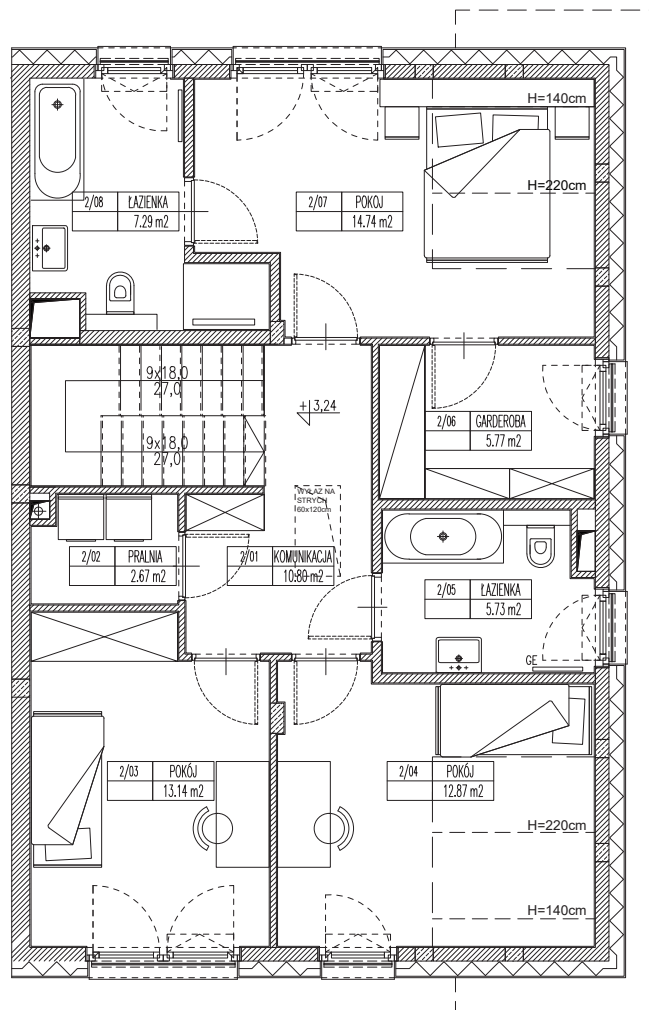 H=140cm
H=220cm
2/08 ŁAZIENKA
7.29 m2
2/07 POKÓJ
14.74 m2
9x18,0
27,0
+3,24
2/06 GARDEROBA
5.77 m2
9x18,0
27,0
WYŁAZ NA
STRYCH
60x120cm
2/02 PRALNIA
2.67 m2
2/01 KOMUNIKACJA
10.80 m2
2/05 ŁAZIENKA
5.73 m2
GE
2/03 POKÓJ
13.14 m2
2/04 POKÓJ
12.87 m2
H=220cm
H=140cm